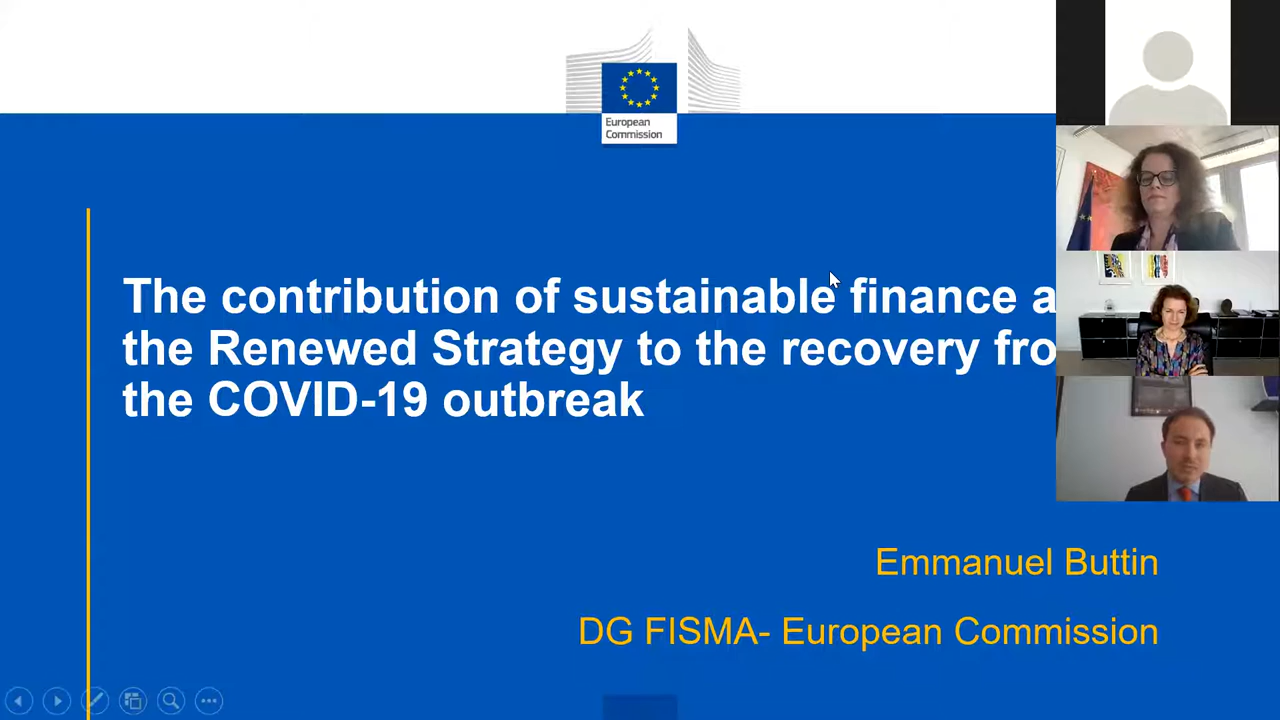 European
Commission
The contribution of sustainable finance a
the Renewed Strategy to the recovery fro
the COVID-19 outbreak
Emmanuel Buttin
DG FISMA- European Commission